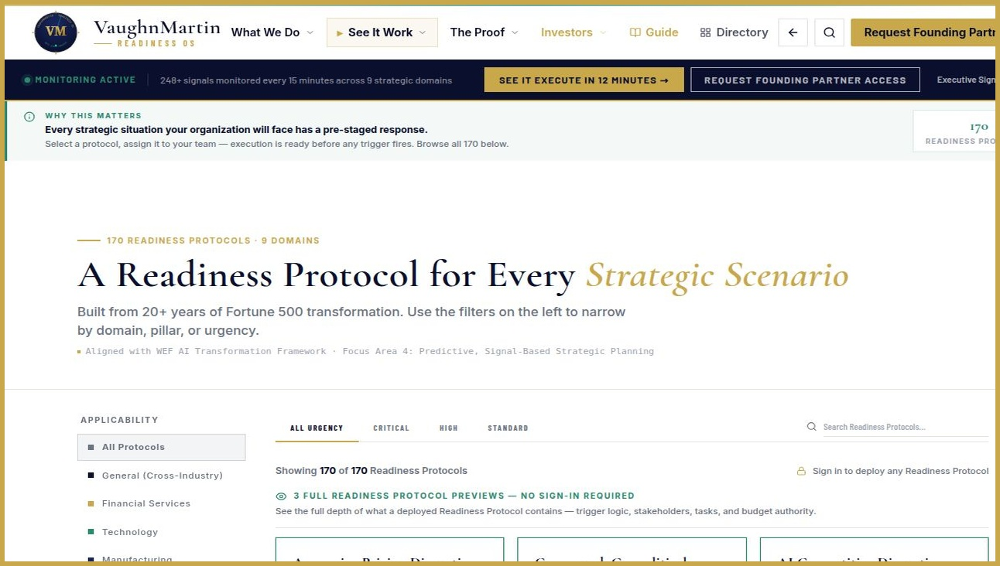 VM
VaughnMartin
READINESS OS
What We Do
See It Work
The Proof
Investors
Guide
Directory
Request Founding Partn
MONITORING ACTIVE
248+ signals monitored every 15 minutes across 9 strategic domains
SEE IT EXECUTE IN 12 MINUTES →
REQUEST FOUNDING PARTNER ACCESS
Executive Sign
WHY THIS MATTERS
Every strategic situation your organization will face has a pre-staged response.
Select a protocol, assign it to your team — execution is ready before any trigger fires. Browse all 170 below.
170
READINESS PRO
170 READINESS PROTOCOLS · 9 DOMAINS
A Readiness Protocol for Every Strategic Scenario
Built from 20+ years of Fortune 500 transformation. Use the filters on the left to narrow
by domain, pillar, or urgency.
Aligned with WEF AI Transformation Framework · Focus Area 4: Predictive, Signal-Based Strategic Planning
APPLICABILITY
All Protocols
General (Cross-Industry)
Financial Services
Technology
Manufacturing
ALL URGENCY
CRITICAL
HIGH
STANDARD
Search Readiness Protocols...
Showing 170 of 170 Readiness Protocols
Sign in to deploy any Readiness Protocol
3 FULL READINESS PROTOCOL PREVIEWS — NO SIGN-IN REQUIRED
See the full depth of what a deployed Readiness Protocol contains — trigger logic, stakeholders, tasks, and budget authority.